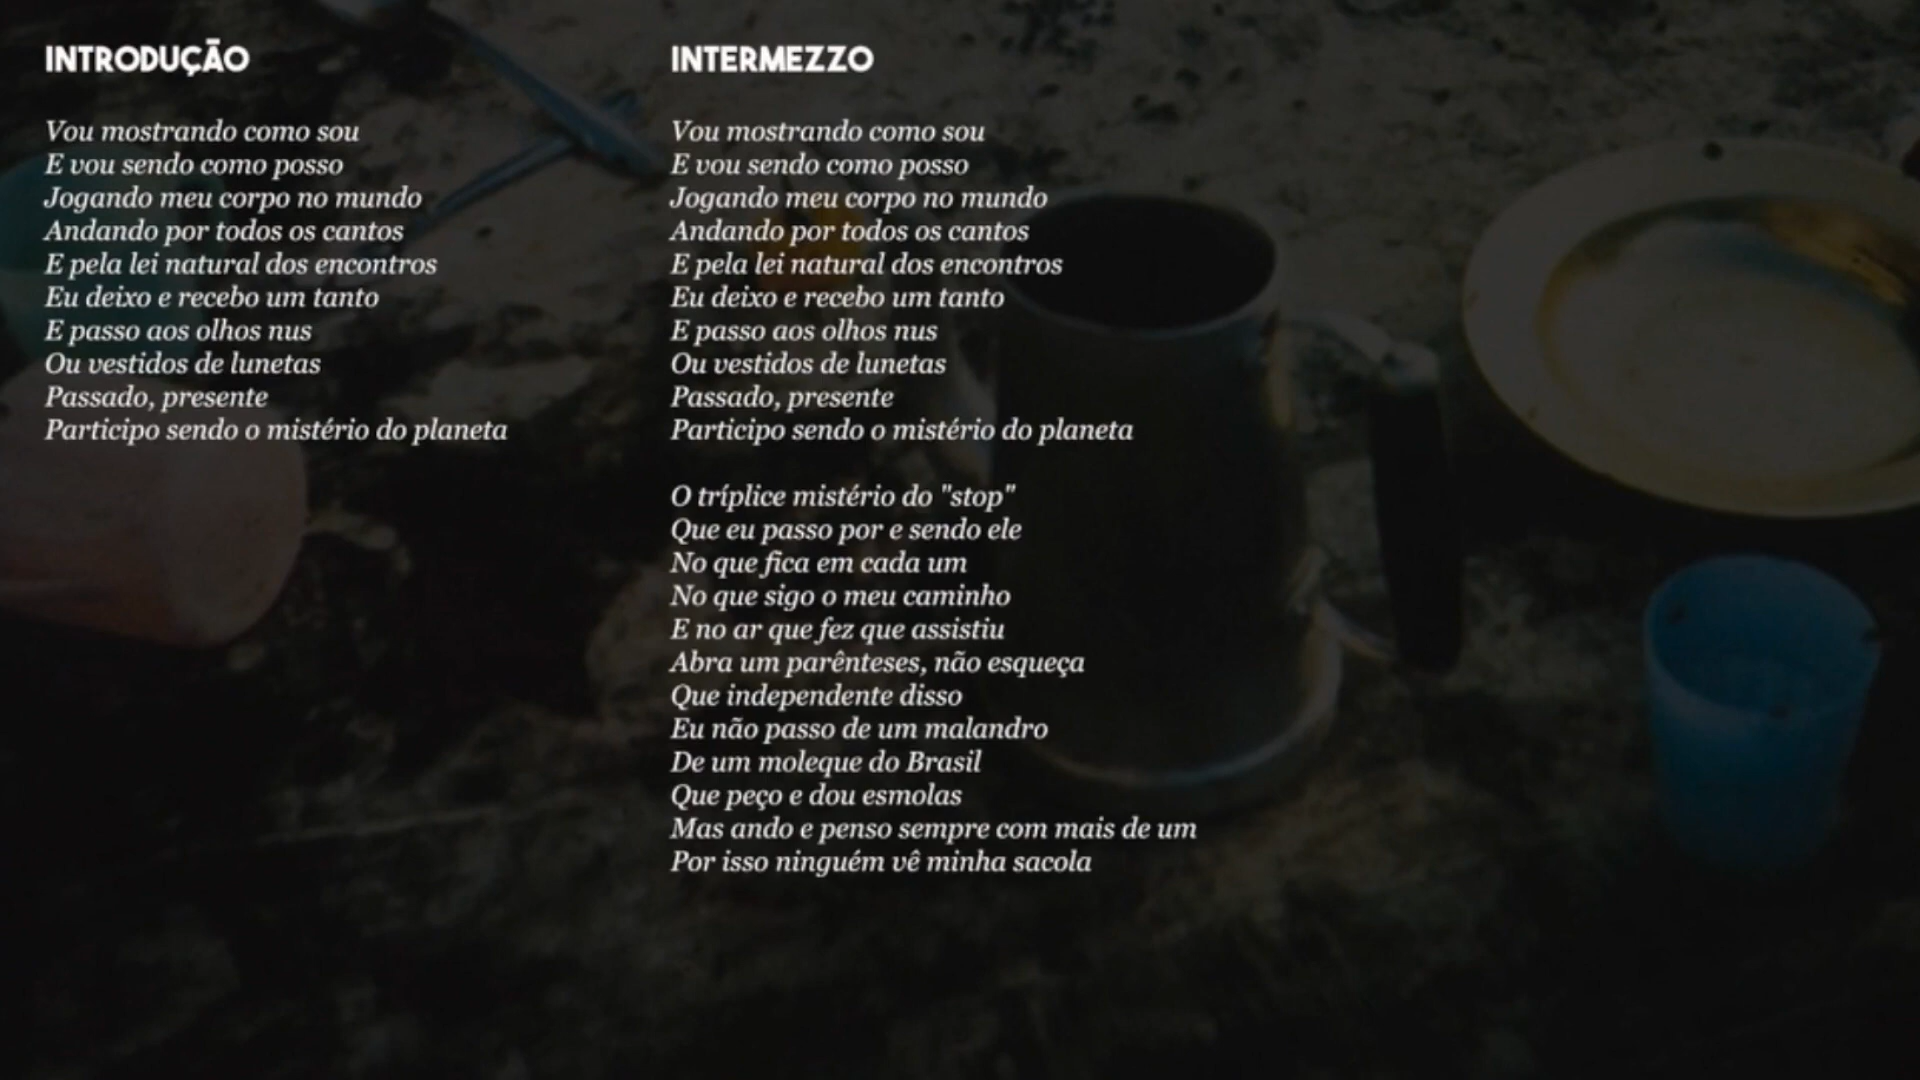 INTRODUÇÃO
Vou mostrando como sou
E vou sendo como posso
Jogando meu corpo no mundo
Andando por todos os cantos
E pela lei natural dos encontros
Eu deixo e recebo um tanto
E passo aos olhos nus
Ou vestidos de lunetas
Passado, presente
Participo sendo o mistério do planeta
INTERMEZZO
Vou mostrando como sou
E vou sendo como posso
Jogando meu corpo no mundo
Andando por todos os cantos
E pela lei natural dos encontros
Eu deixo e recebo um tanto
E passo aos olhos nus
Ou vestidos de lunetas
Passado, presente
Participo sendo o mistério do planeta
O tríplice mistério do "stop"
Que eu passo por e sendo ele
No que fica em cada um
No que sigo o meu caminho
E no ar que fez que assistiu
Abra um parênteses, não esqueça
Que independente disso
Eu não passo de um malandro
De um moleque do Brasil
Que peço e dou esmolas
Mas ando e penso sempre com mais de um
Por isso ninguém vê minha sacola